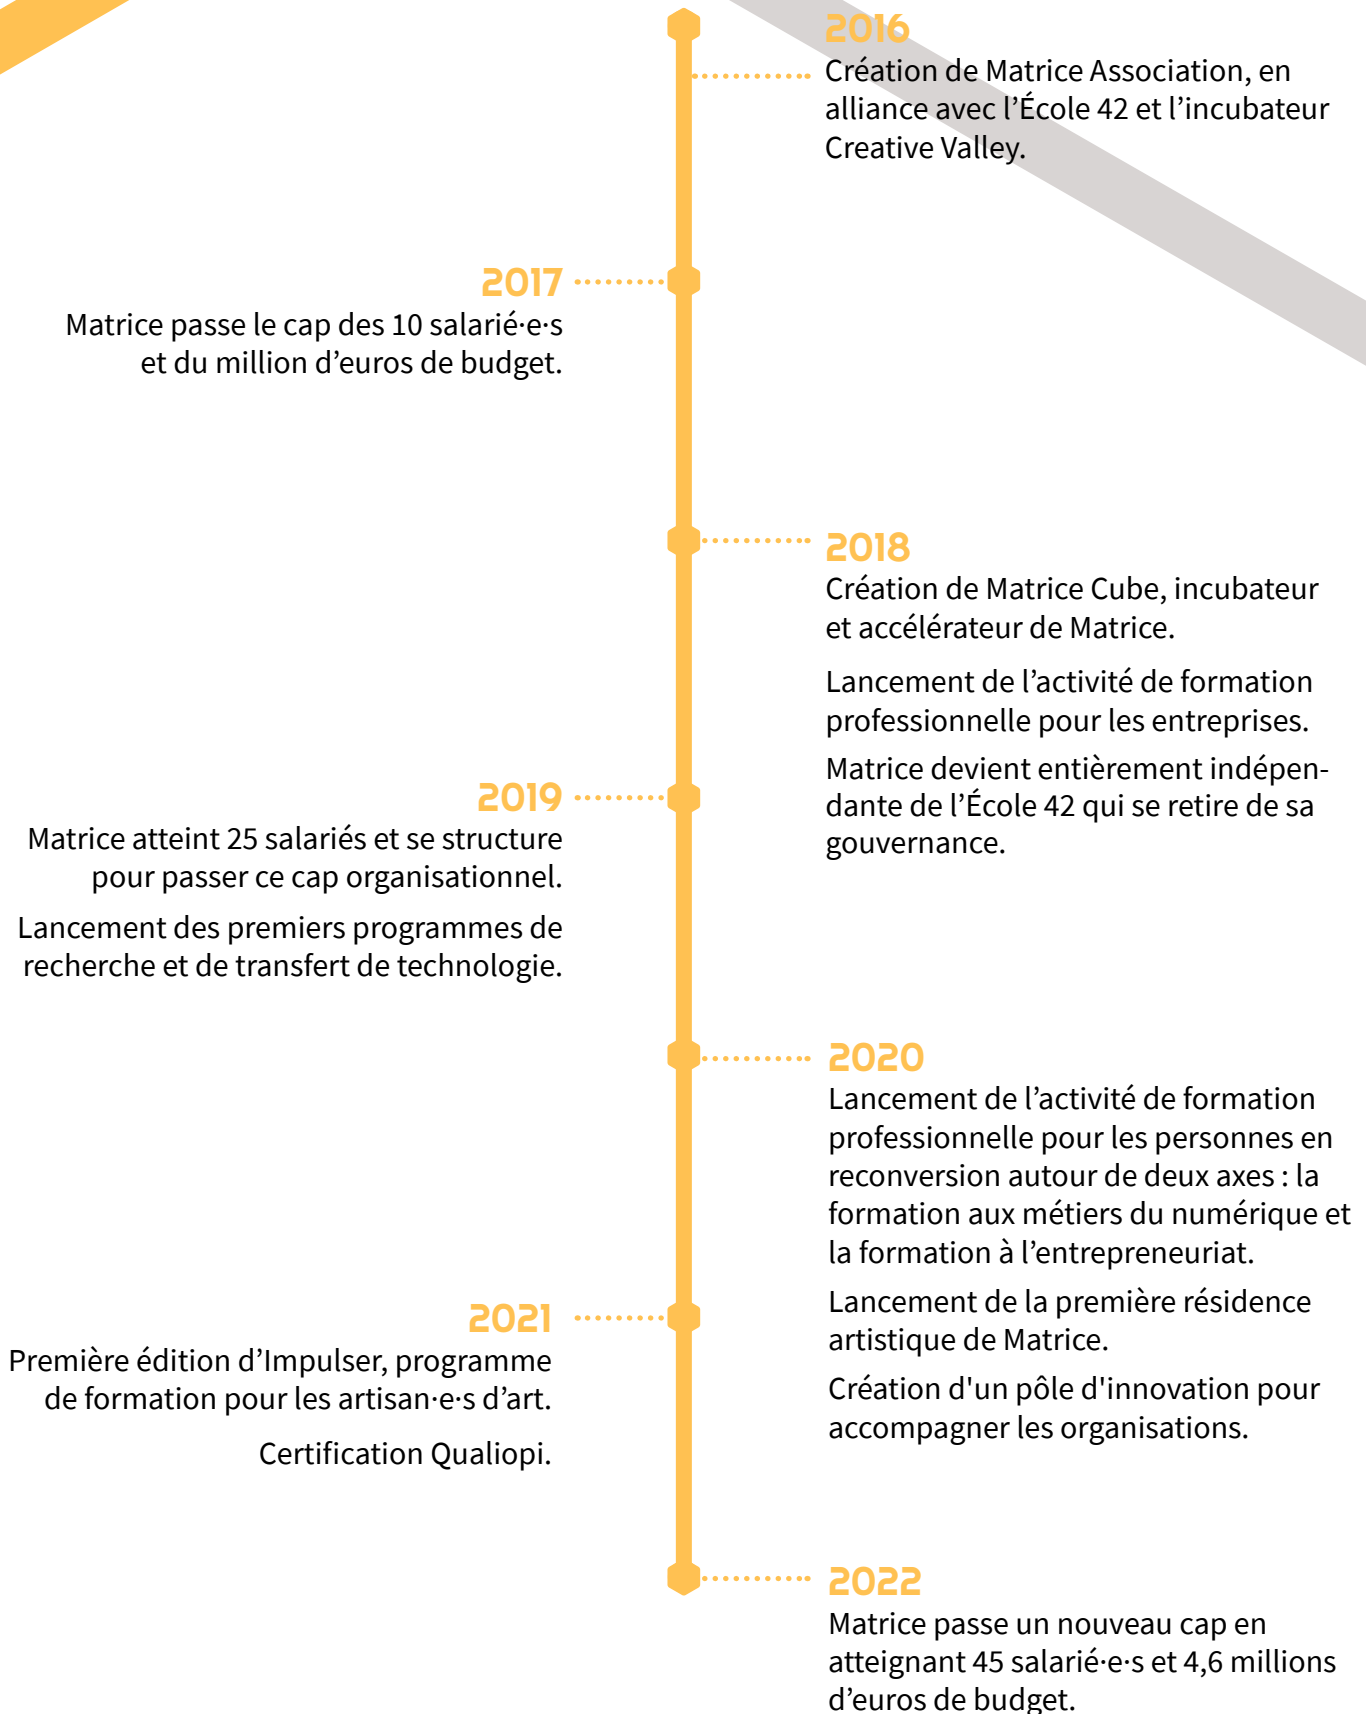 2016
Création de Matrice Association, en
alliance avec l’École 42 et l’incubateur
Creative Valley.
2017
Matrice passe le cap des 10 salarié·e·s
et du million d’euros de budget.
2018
Création de Matrice Cube, incubateur
et accélérateur de Matrice.
Lancement de l’activité de formation
professionnelle pour les entreprises.
Matrice devient entièrement indépen-
dante de l’École 42 qui se retire de sa
gouvernance.
2019
Matrice atteint 25 salariés et se structure
pour passer ce cap organisationnel.
Lancement des premiers programmes de
recherche et de transfert de technologie.
2020
Lancement de l’activité de formation
professionnelle pour les personnes en
reconversion autour de deux axes : la
formation aux métiers du numérique et
la formation à l’entrepreneuriat.
Lancement de la première résidence
artistique de Matrice.
Création d'un pôle d'innovation pour
accompagner les organisations.
2021
Première édition d’Impulser, programme
de formation pour les artisan·e·s d’art.
Certification Qualiopi.
2022
Matrice passe un nouveau cap en
atteignant 45 salarié·e·s et 4,6 millions
d’euros de budget.